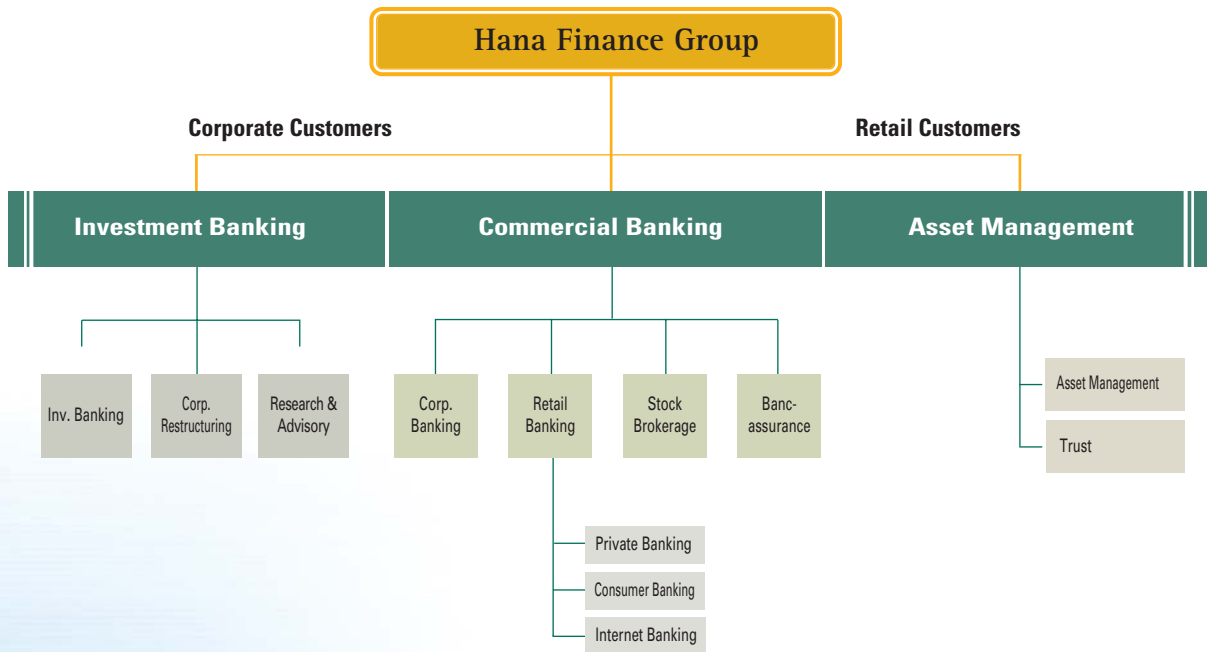 Hana Finance Group
Corporate Customers
Retail Customers
Investment Banking
Commercial Banking
Asset Management
Inv. Banking
Corp.
Restructuring
Research &
Advisory
Corp.
Banking
Retail
Banking
Stock
Brokerage
Banc-
assurance
Asset Management
Trust
Private Banking
Consumer Banking
Internet Banking